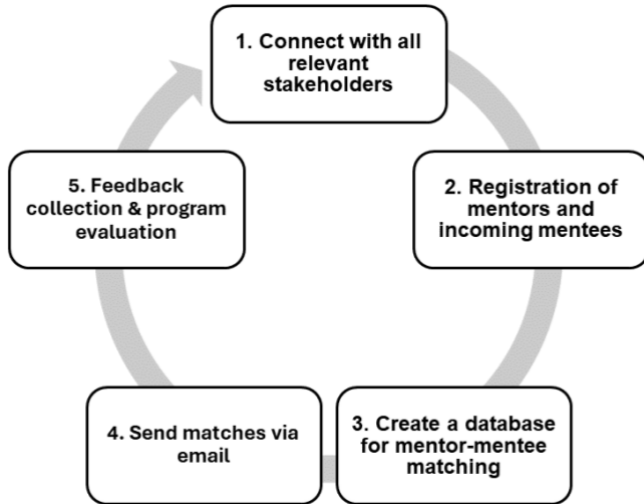 1. Connect with all
relevant
stakeholders
2. Registration of
mentors and
incoming mentees
3. Create a database
for mentor-mentee
matching
4. Send matches via
email
5. Feedback
collection & program
evaluation